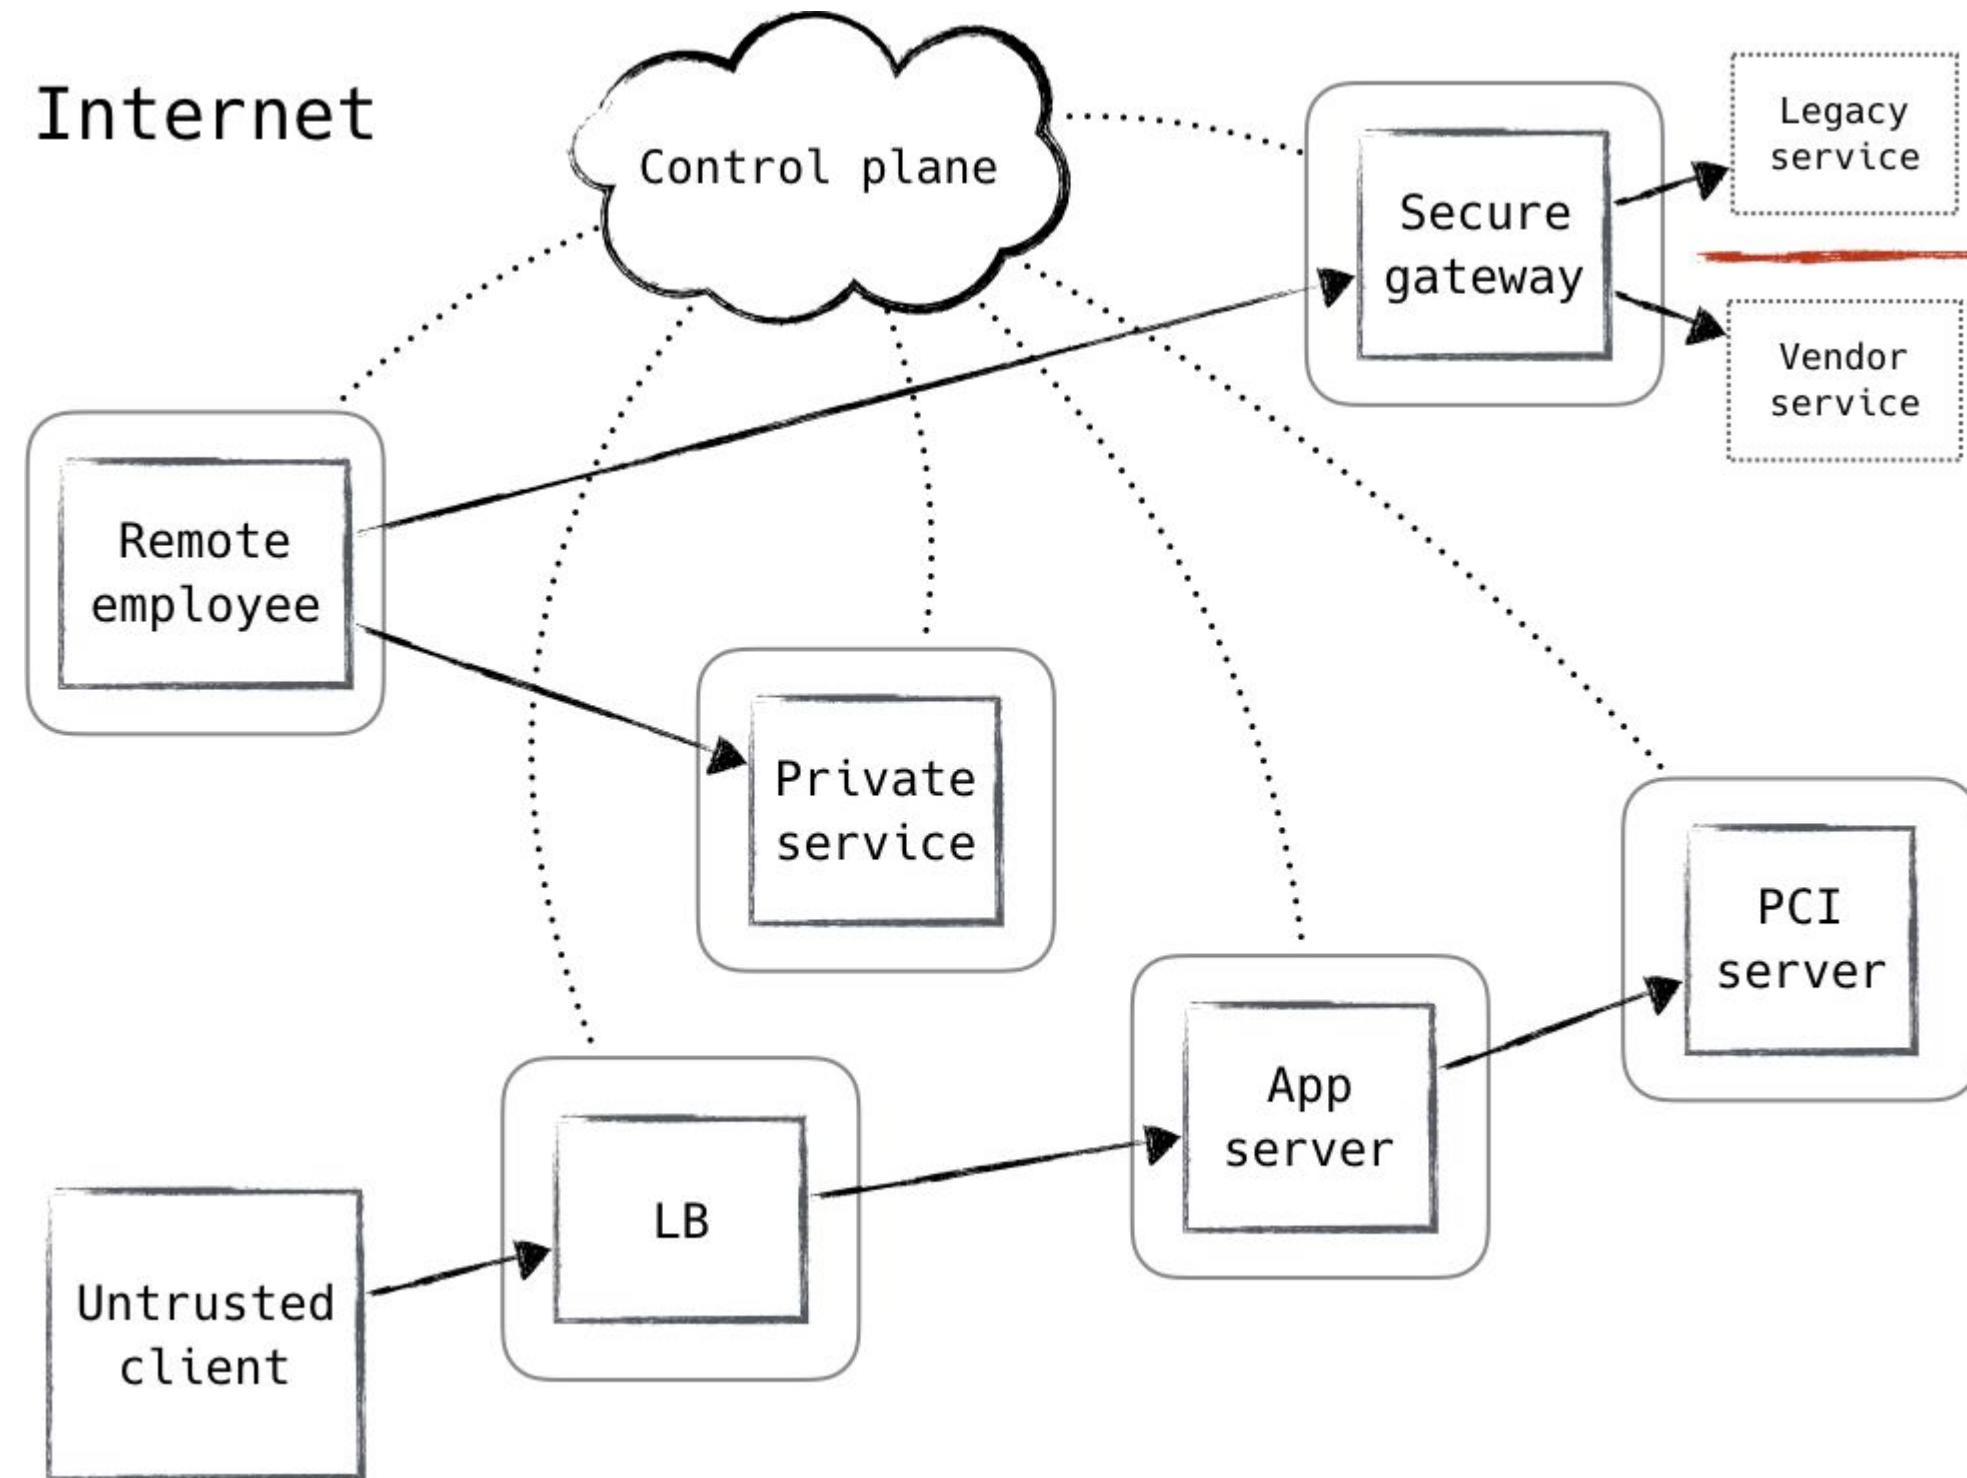 Internet
Control plane
Legacy
service
Secure
gateway
Vendor
service
Remote
employee
Private
service
PCI
server
App
server
LB
Untrusted
client